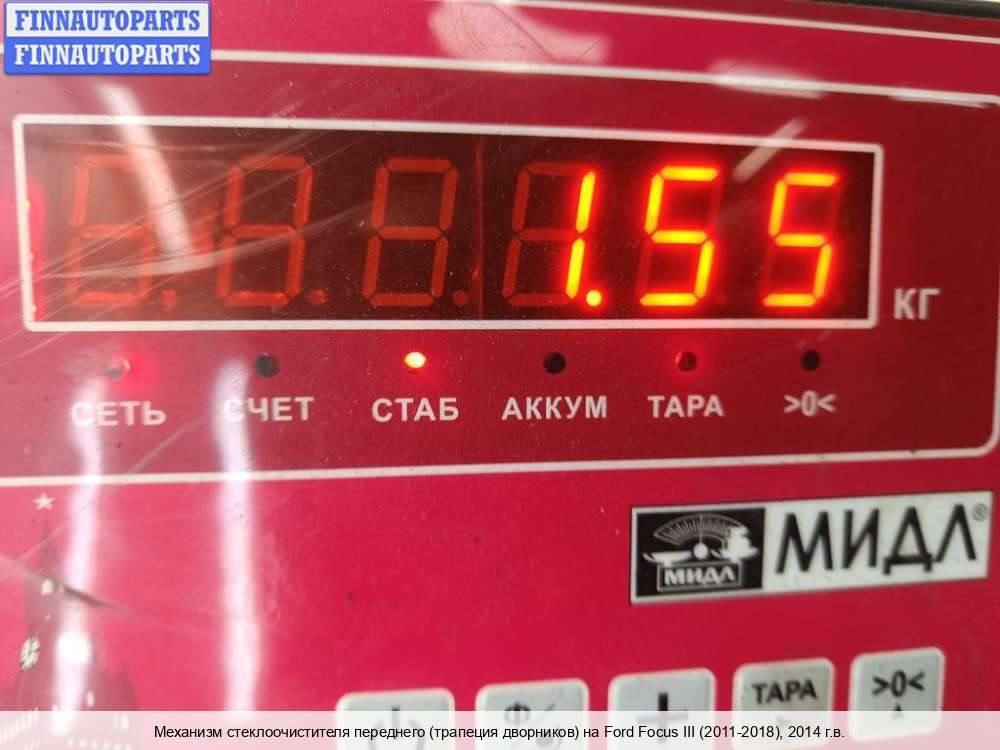 FINNAUTOPARTS
FINNAUTOPARTS
1.55
КГ
СЕТЬ СЧЕТ СТАБ АККУМ ТАРА >0<
МИДЛ МИДЛ®
ТАРА >0<
Механизм стеклоочистителя переднего (трапеция дворников) на Ford Focus III (2011-2018), 2014 г.в.